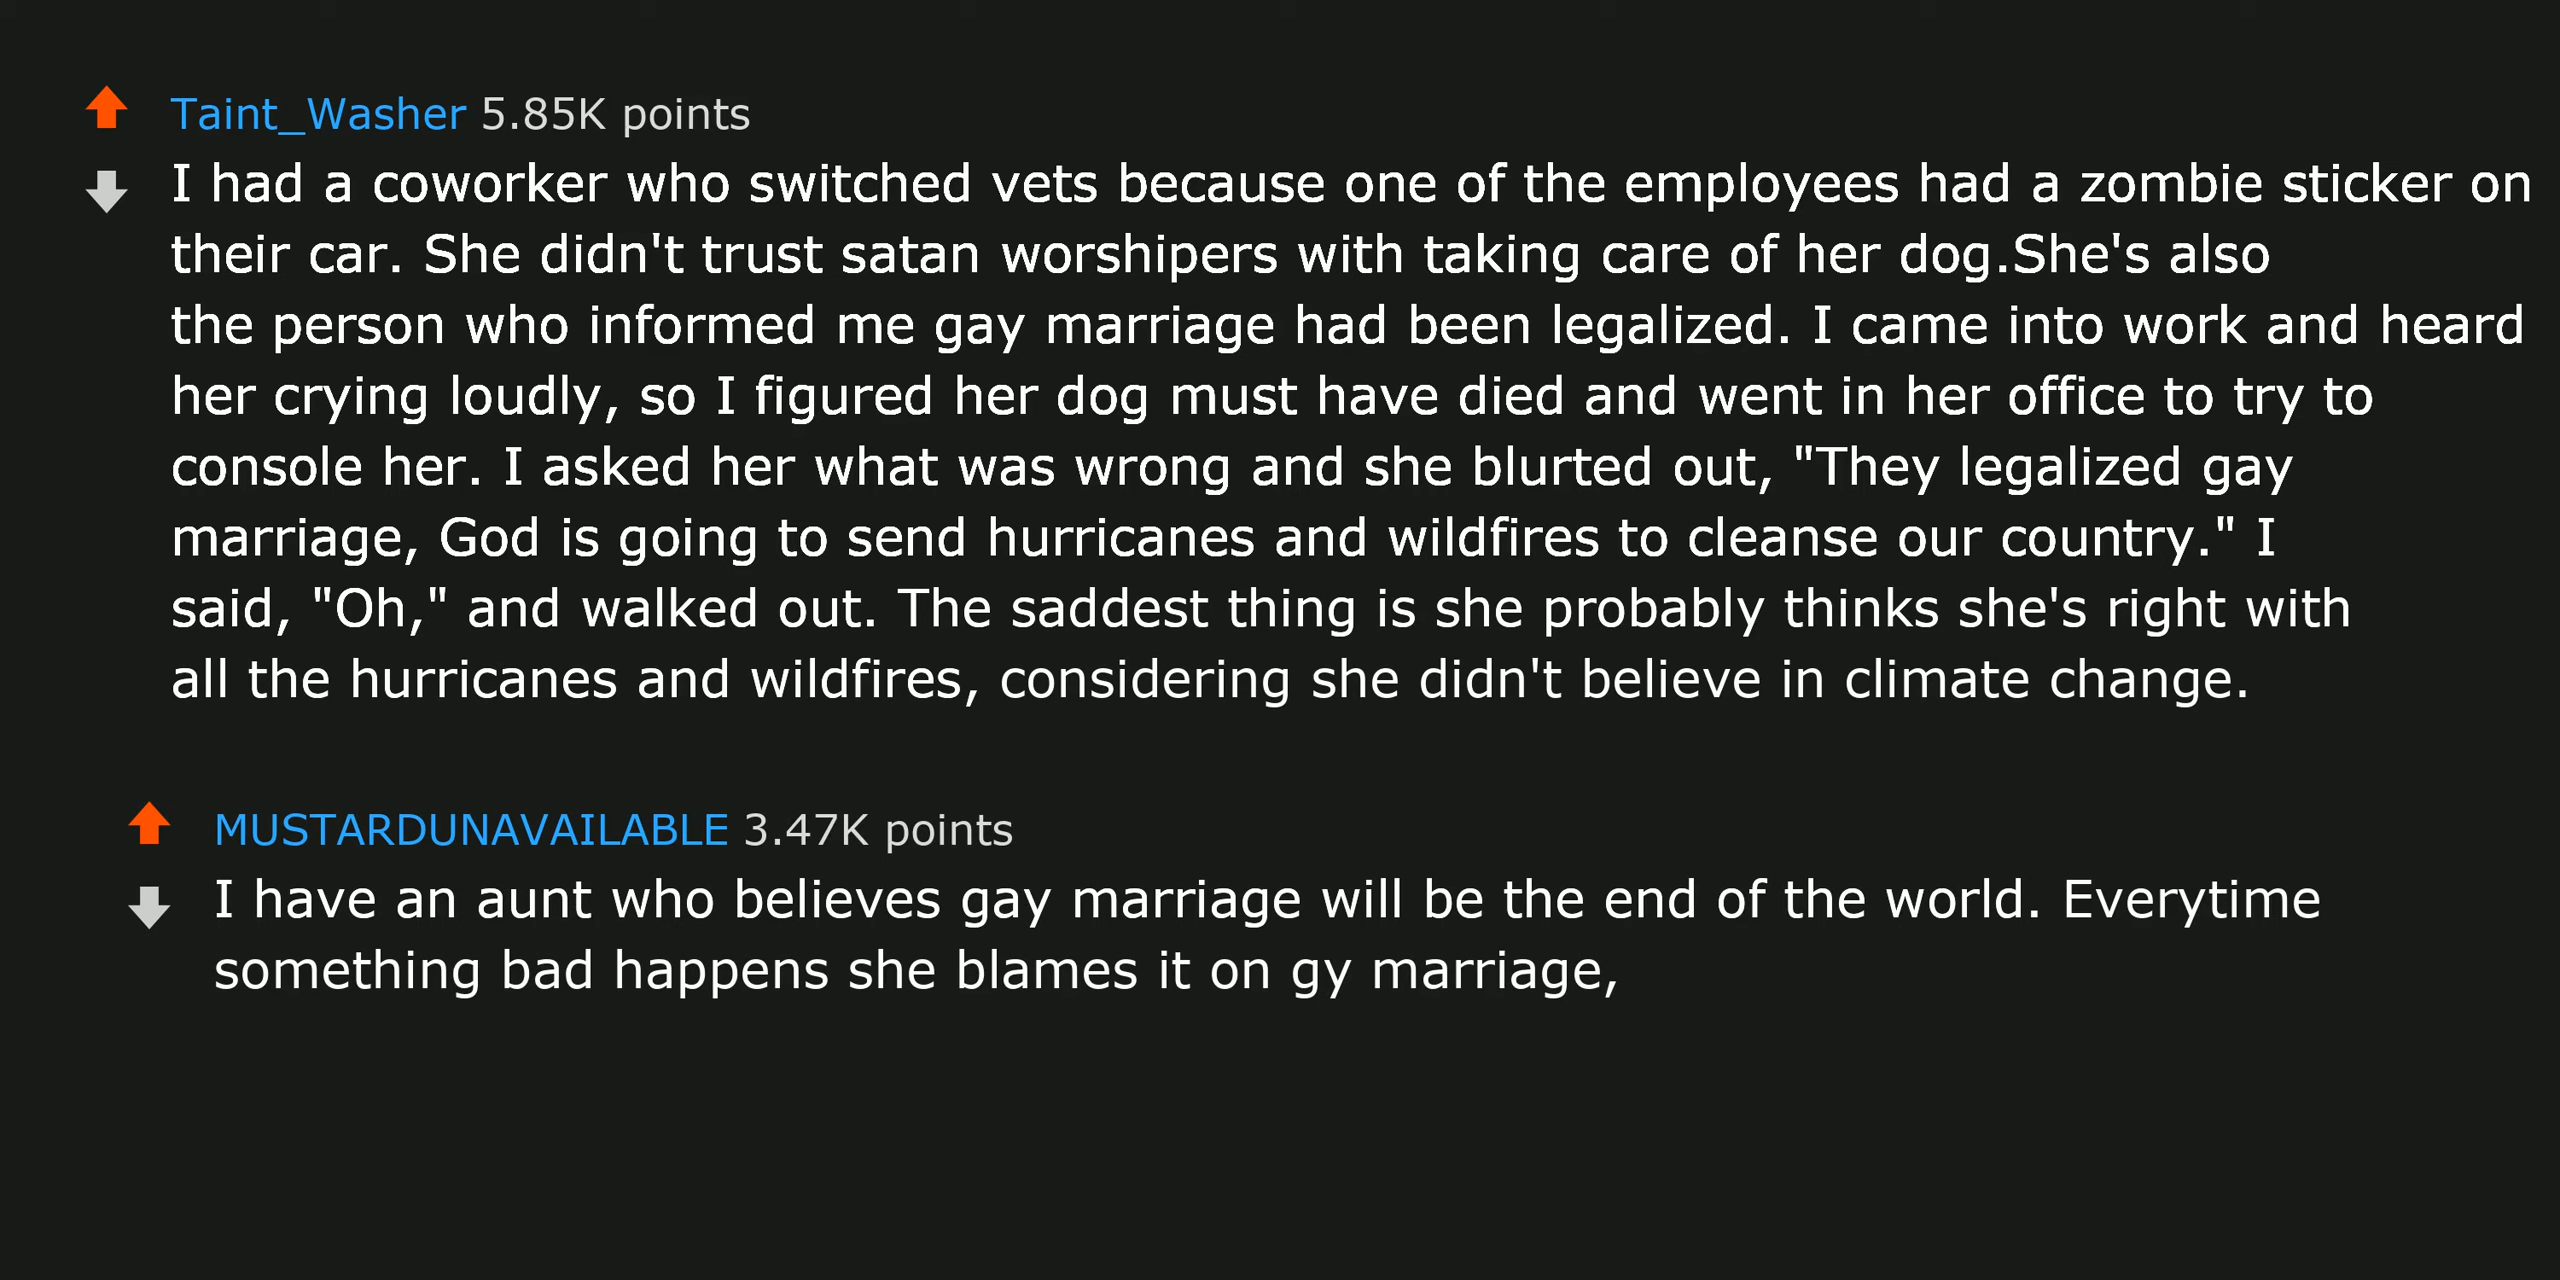 Taint_Washer 5.85K points
I had a coworker who switched vets because one of the employees had a zombie sticker on
their car. She didn't trust satan worshipers with taking care of her dog.She's also
the person who informed me gay marriage had been legalized. I came into work and heard
her crying loudly, so I figured her dog must have died and went in her office to try to
console her. I asked her what was wrong and she blurted out, "They legalized gay
marriage, God is going to send hurricanes and wildfires to cleanse our country." I
said, "Oh," and walked out. The saddest thing is she probably thinks she's right with
all the hurricanes and wildfires, considering she didn't believe in climate change.
MUSTARDUNAVAILABLE 3.47K points
I have an aunt who believes gay marriage will be the end of the world. Everytime
something bad happens she blames it on gy marriage,